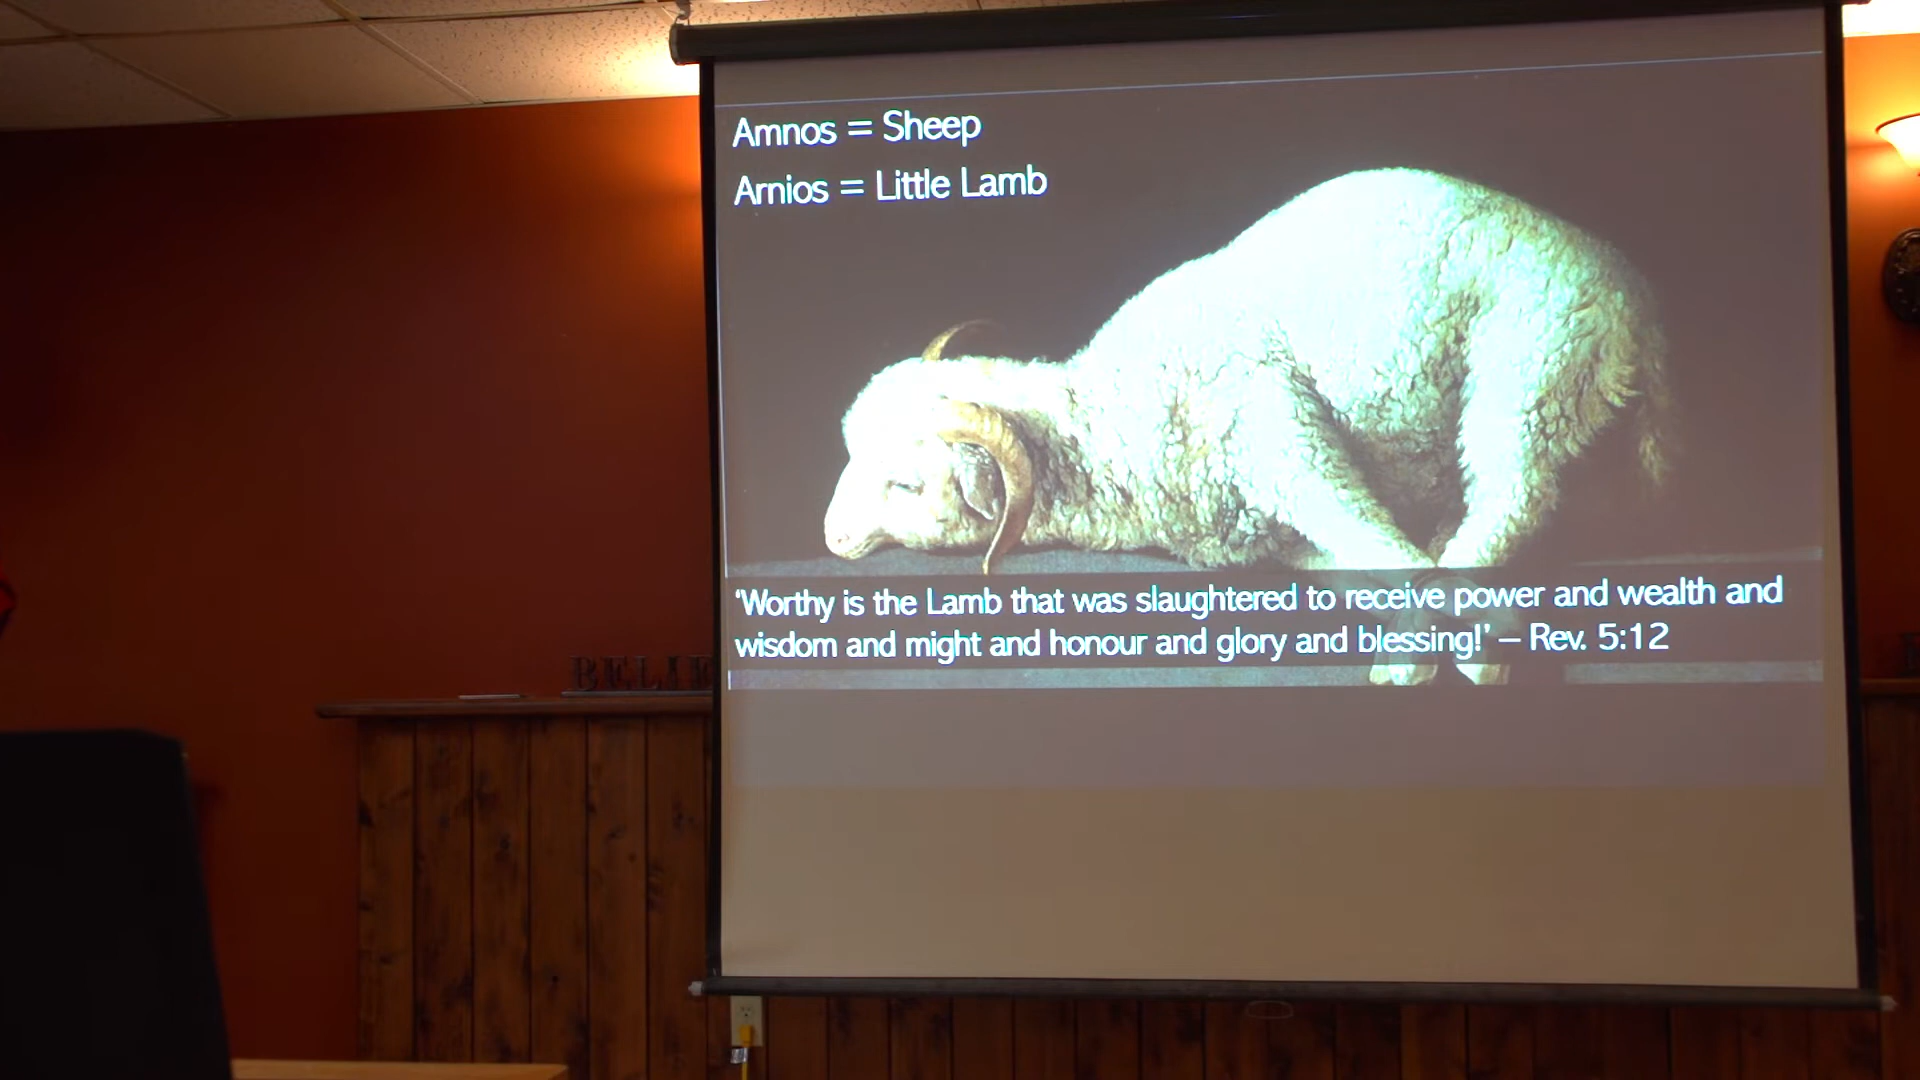 Amnos = Sheep
Arnios = Little Lamb
'Worthy is the Lamb that was slaughtered to receive power and wealth and
wisdom and might and honour and glory and blessing!' – Rev. 5:12
BELIE